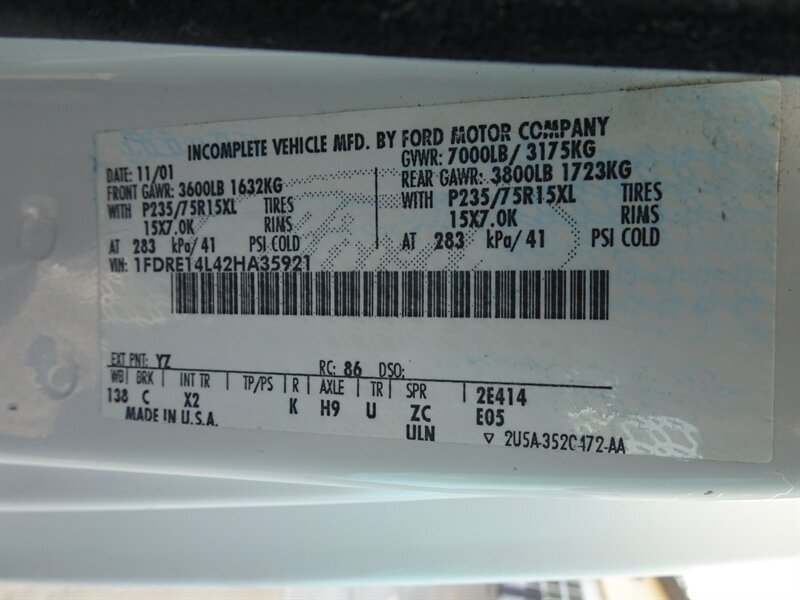 INCOMPLETE VEHICLE MFD. BY FORD MOTOR COMPANY
DATE: 11/01 GVWR: 7000LB/ 3175KG
FRONT GAWR: 3600LB 1632KG REAR GAWR: 3800LB 1723KG
WITH P235/75R15XL TIRES WITH P235/75R15XL TIRES
15X7.0K RIMS 15X7.0K RIMS
AT 283 kPa/41 PSI COLD AT 283 kPa/41 PSI COLD
VIN: 1FDRE14L42HA35921
EXT PNT: YZ RC: 86 DSO:
WB BRK INT TR TP/PS R AXLE TR SPR 2E414
138 C X2 K H9 U ZC E05
MADE IN U.S.A. ULN ▽ 2U5A-3520472-AA